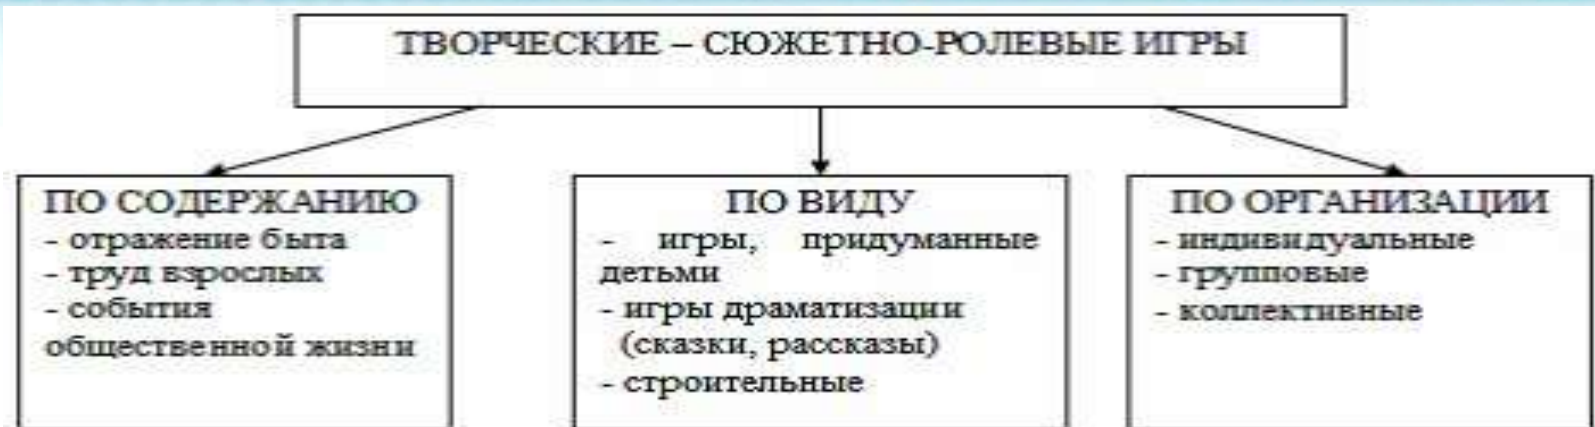 ТВОРЧЕСКИЕ – СЮЖЕТНО-РОЛЕВЫЕ ИГРЫ
ПО СОДЕРЖАНИЮ
- отражение быта
- труд взрослых
- события
общественной жизни
ПО ВИДУ
- игры, придуманные
детьми
- игры драматизации
(сказки, рассказы)
- строительные
ПО ОРГАНИЗАЦИИ
- индивидуальные
- групповые
- коллективные